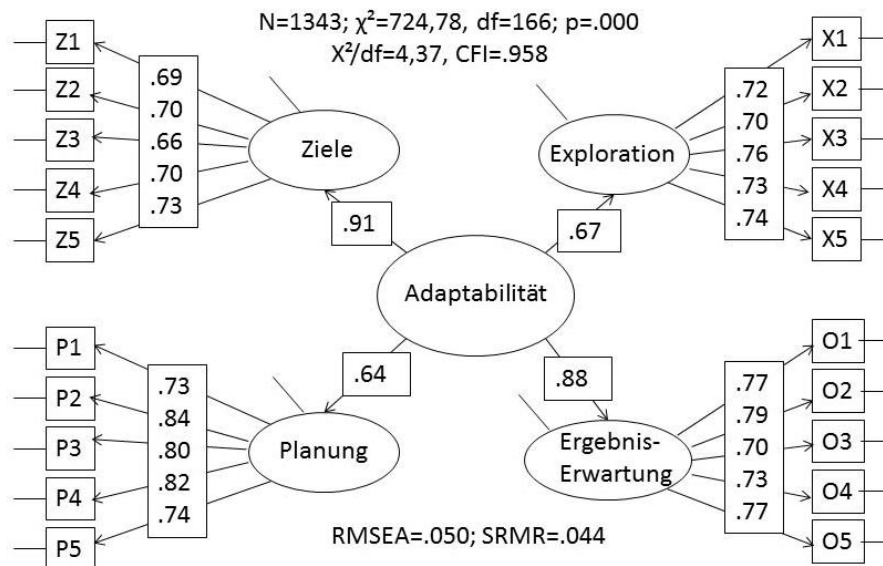 N=1343; χ²=724,78, df=166; p=.000
X²/df=4,37, CFI=.958
Z1
Z2
Z3
Z4
Z5
.69
.70
.66
.70
.73
Ziele
.91
Exploration
.67
.72
.70
.76
.73
.74
X1
X2
X3
X4
X5
Adaptabilität
P1
P2
P3
P4
P5
.73
.84
.80
.82
.74
Planung
.64
.88
Ergebnis-
Erwartung
.77
.79
.70
.73
.77
O1
O2
O3
O4
O5
RMSEA=.050; SRMR=.044